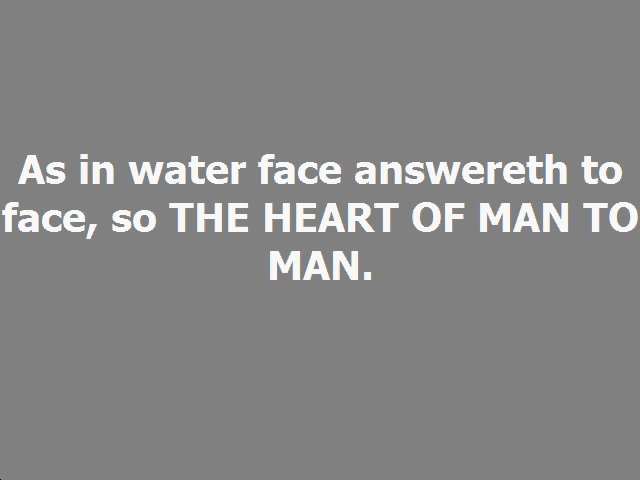 As in water face answereth to
face, so THE HEART OF MAN TO
MAN.